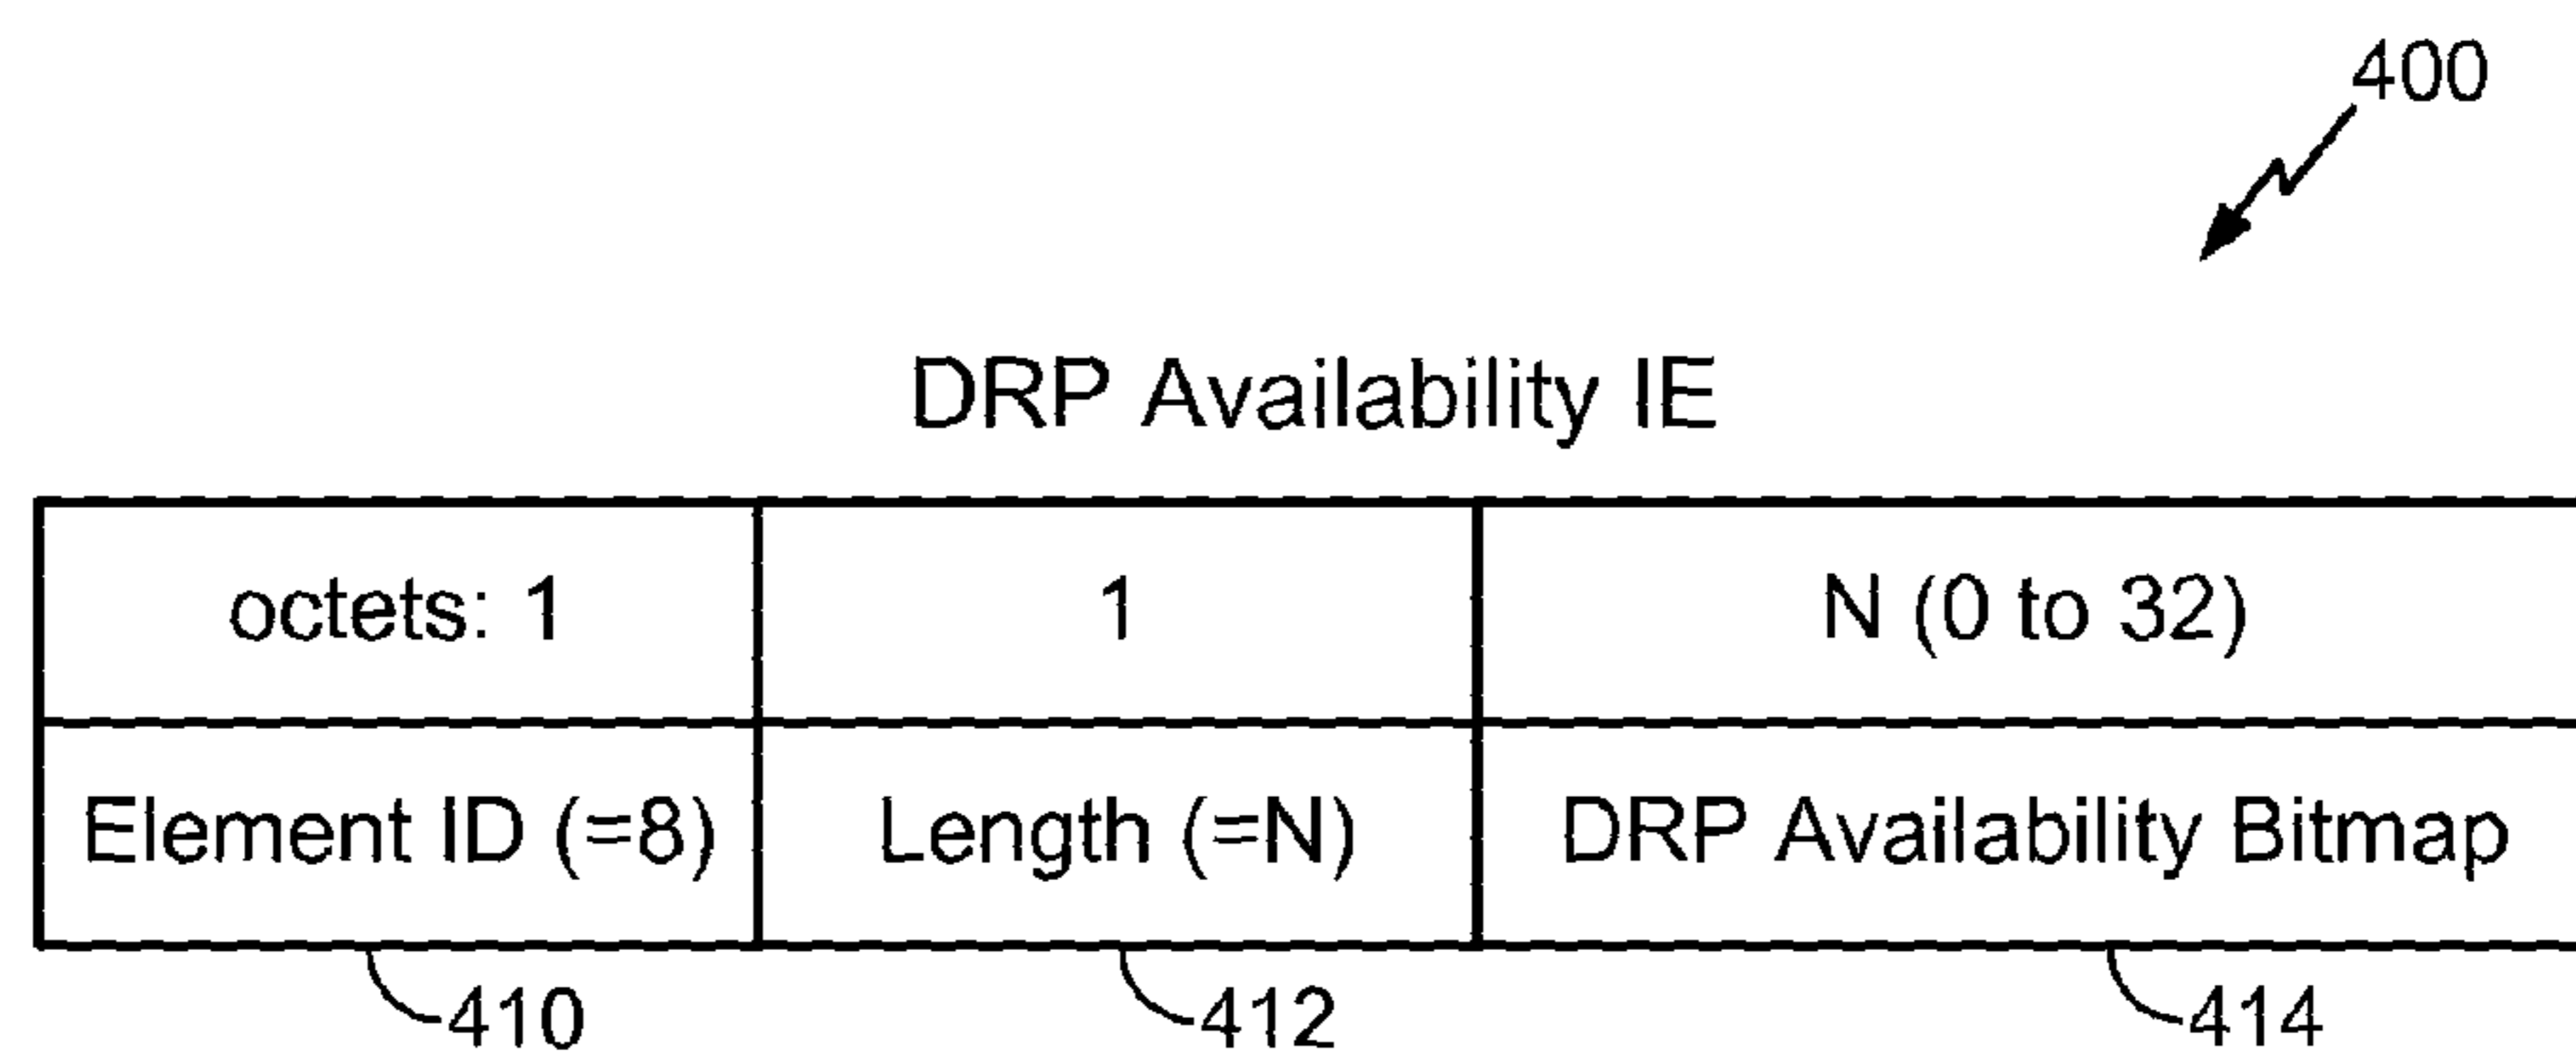 400
DRP Availability IE
octets: 1 1 N (0 to 32)
Element ID (=8) Length (=N) DRP Availability Bitmap
410 412 414